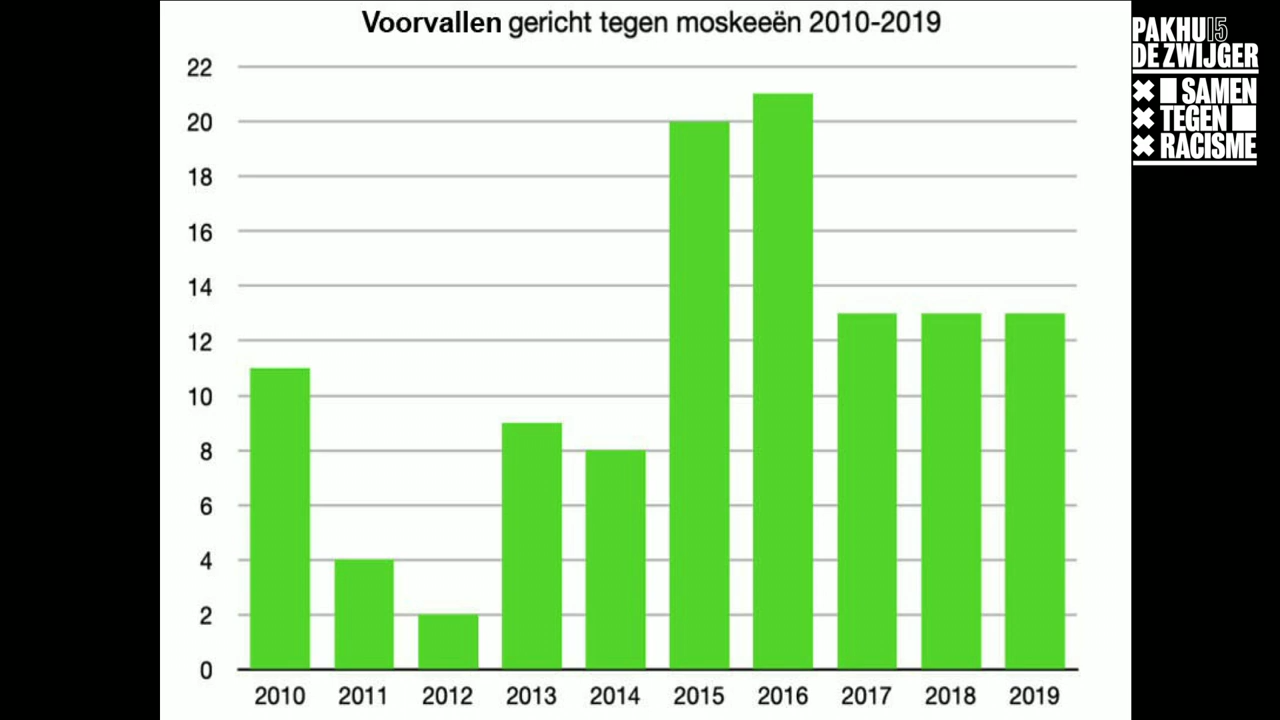 Voorvallen gericht tegen moskeeën 2010-2019
22
20
18
16
14
12
10
8
6
4
2
0
2010 2011 2012 2013 2014 2015 2016 2017 2018 2019
PAKHU15
DE ZWIJGER
SAMEN
TEGEN
RACISME